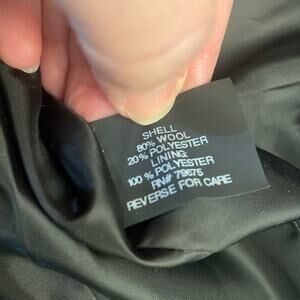 SHELL
80% WOOL
20% POLYESTER
LINING:
100% POLYESTER
RN# 79675
REVERSE FOR CARE